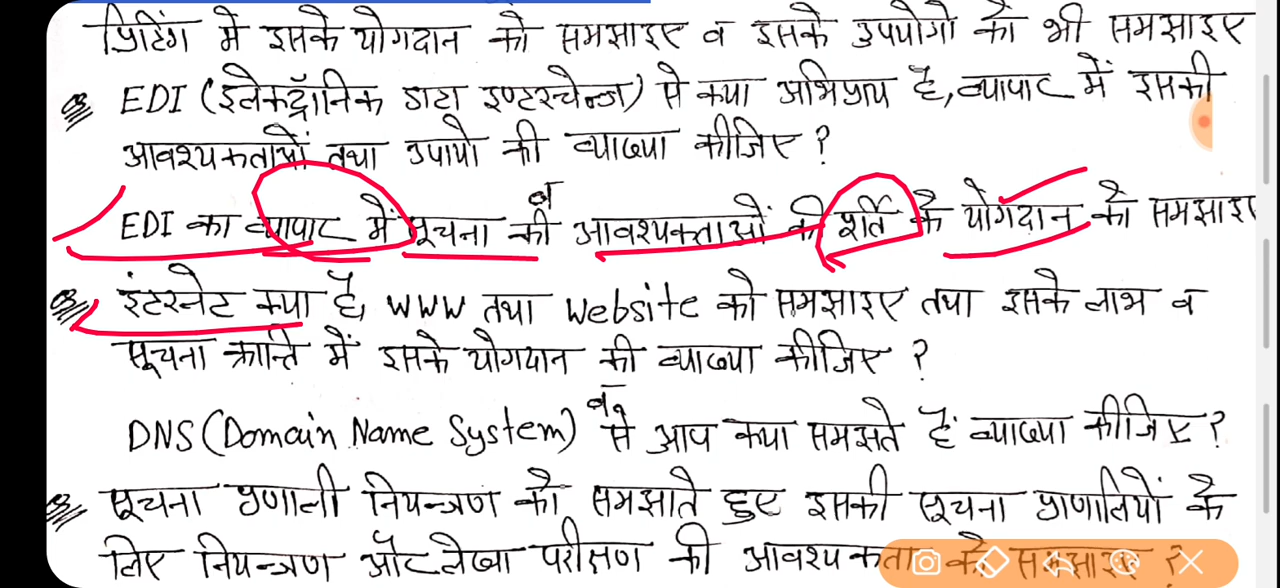 प्रिंटिंग में इसके योगदान को समझाइए व इसके उपयोगो को भी समझाइए
EDI (इलेक्ट्रॉनिक डाटा इण्टरचेन्ज) से क्या अभिप्राय है, व्यापार में इसकी
आवश्यकताओं तथा उपायो की व्याख्या कीजिए ?
व
EDI का व्यापार में सूचना की आवश्यकताओं की पूर्ति के योगदान को समझाइए
इंटरनेट क्या है, WWW तथा Website को समझाइए तथा इसके लाभ व
सूचना क्रान्ति में इसके योगदान की व्याख्या कीजिए ?
DNS (Domain Name System) से आप क्या समझते हैं व्याख्या कीजिए ?
सूचना प्रणाली नियन्त्रण को समझाते हुए इसकी सूचना प्रणालियों के
लिए नियन्त्रण और लेखा परीक्षण की आवश्यकता को समझाइए ?